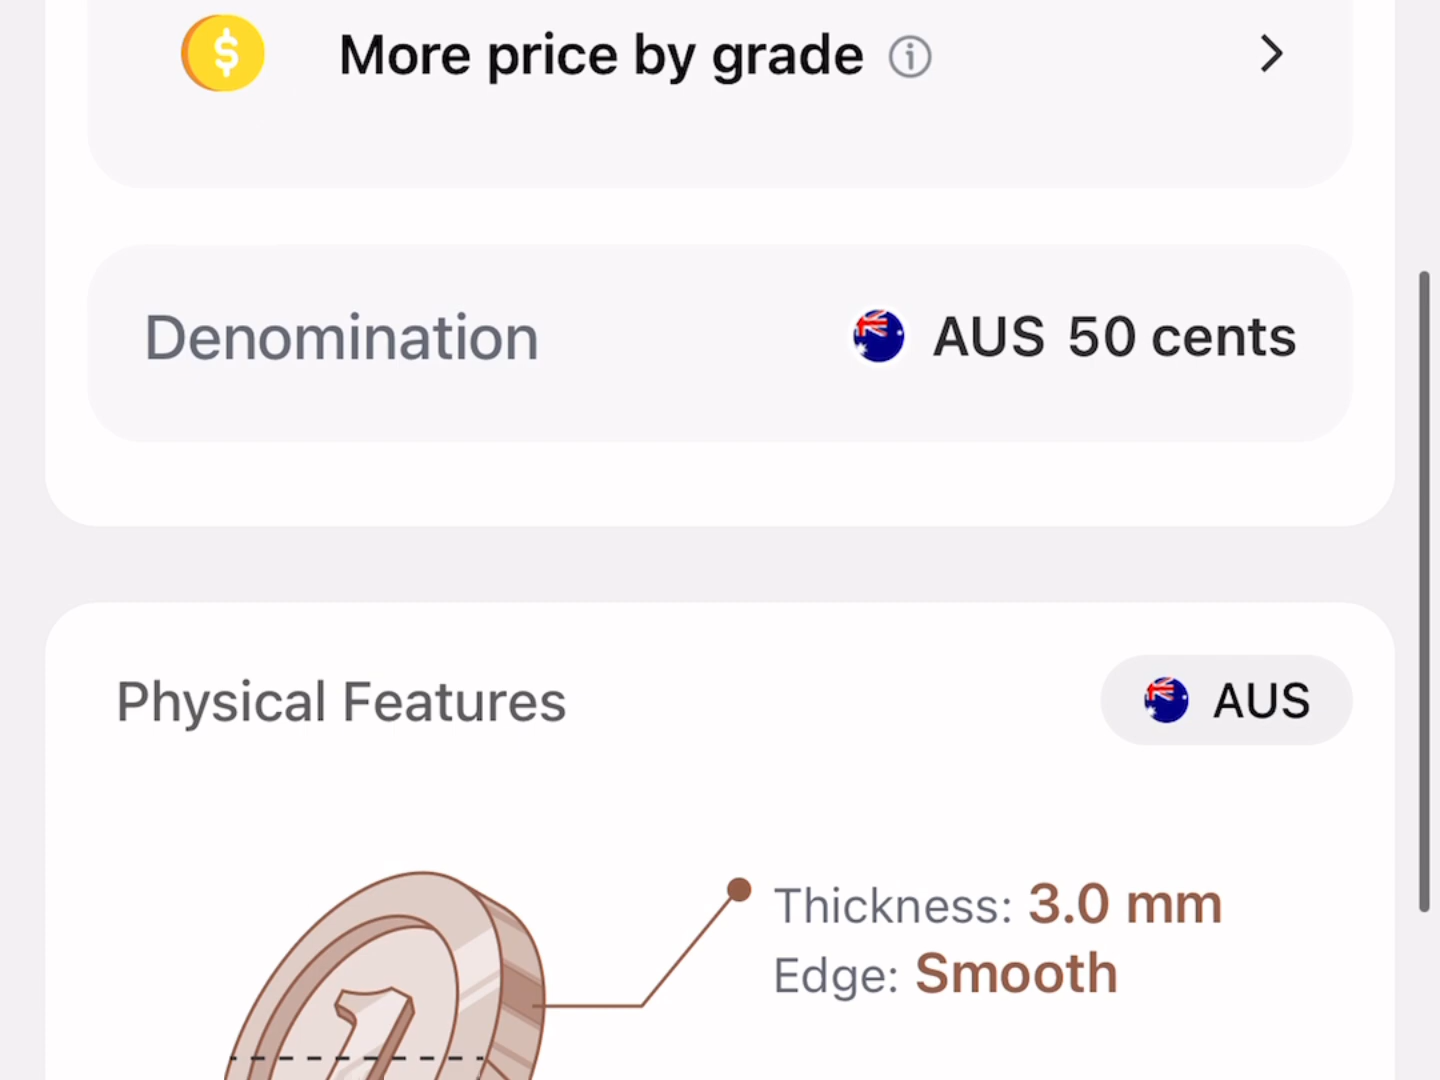 More price by grade
Denomination
AUS 50 cents
Physical Features
AUS
Thickness: 3.0 mm
Edge: Smooth